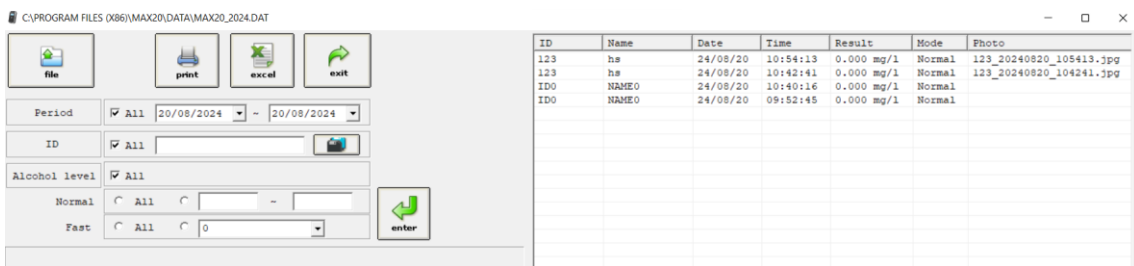 C:\PROGRAM FILES (X86)\MAX20\DATA\MAX20_2024.DAT
file print excel exit
Period All 20/08/2024 ~ 20/08/2024
ID All
Alcohol level All
Normal All ~
Fast All 0
enter
ID Name Date Time Result Mode Photo
123 hs 24/08/20 10:54:13 0.000 mg/l Normal 123_20240820_105413.jpg
123 hs 24/08/20 10:42:41 0.000 mg/l Normal 123_20240820_104241.jpg
ID0 NAME0 24/08/20 10:40:16 0.000 mg/l Normal
ID0 NAME0 24/08/20 09:52:45 0.000 mg/l Normal